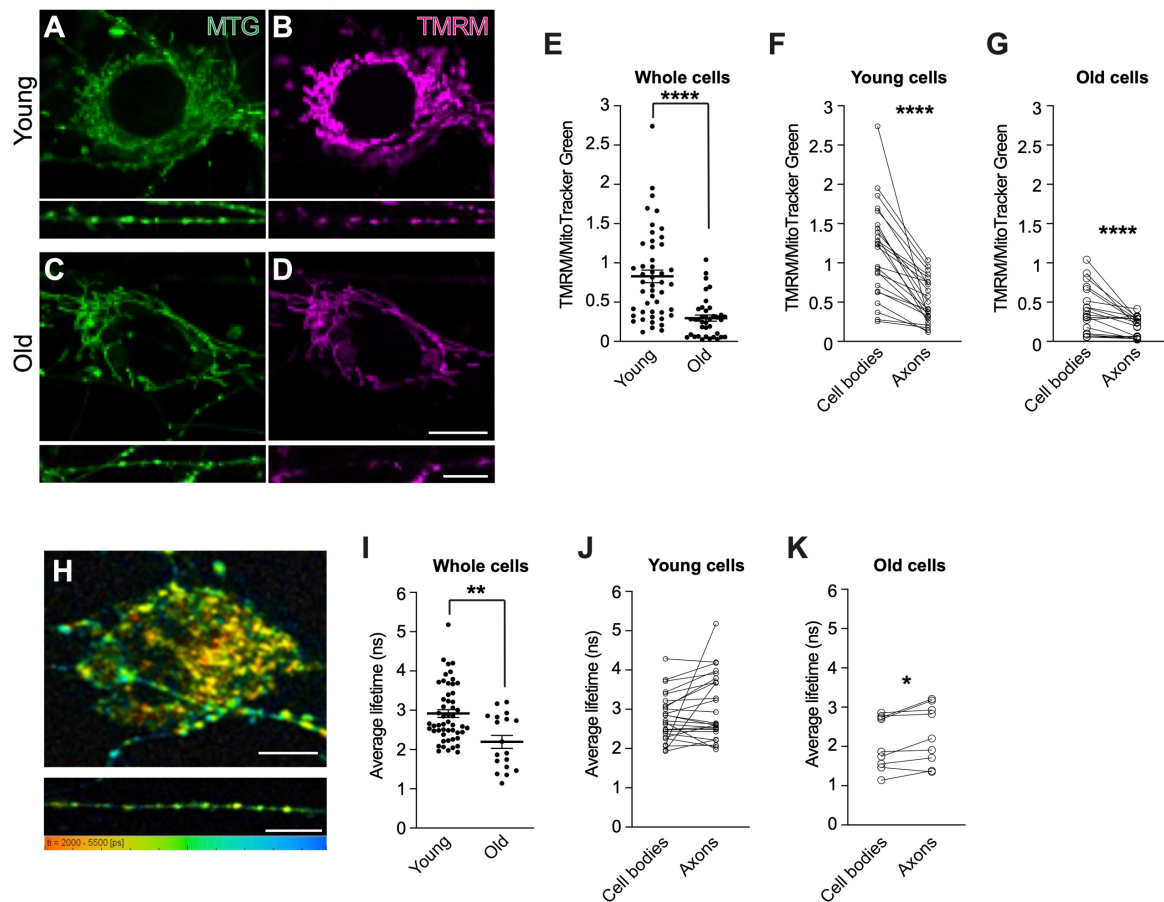 A
MTG
B
TMRM
Young
C
D
Old
E
Whole cells
****
TMRM/MitoTracker Green
3
2.5
2
1.5
1
0.5
0
Young
Old
F
Young cells
****
TMRM/MitoTracker Green
3
2.5
2
1.5
1
0.5
0
Cell bodies
Axons
G
Old cells
****
TMRM/MitoTracker Green
3
2.5
2
1.5
1
0.5
0
Cell bodies
Axons
H
ti = 2000 - 5500 [ps]
I
Whole cells
**
Average lifetime (ns)
6
5
4
3
2
1
0
Young
Old
J
Young cells
Average lifetime (ns)
6
5
4
3
2
1
0
Cell bodies
Axons
K
Old cells
*
Average lifetime (ns)
6
5
4
3
2
1
0
Cell bodies
Axons